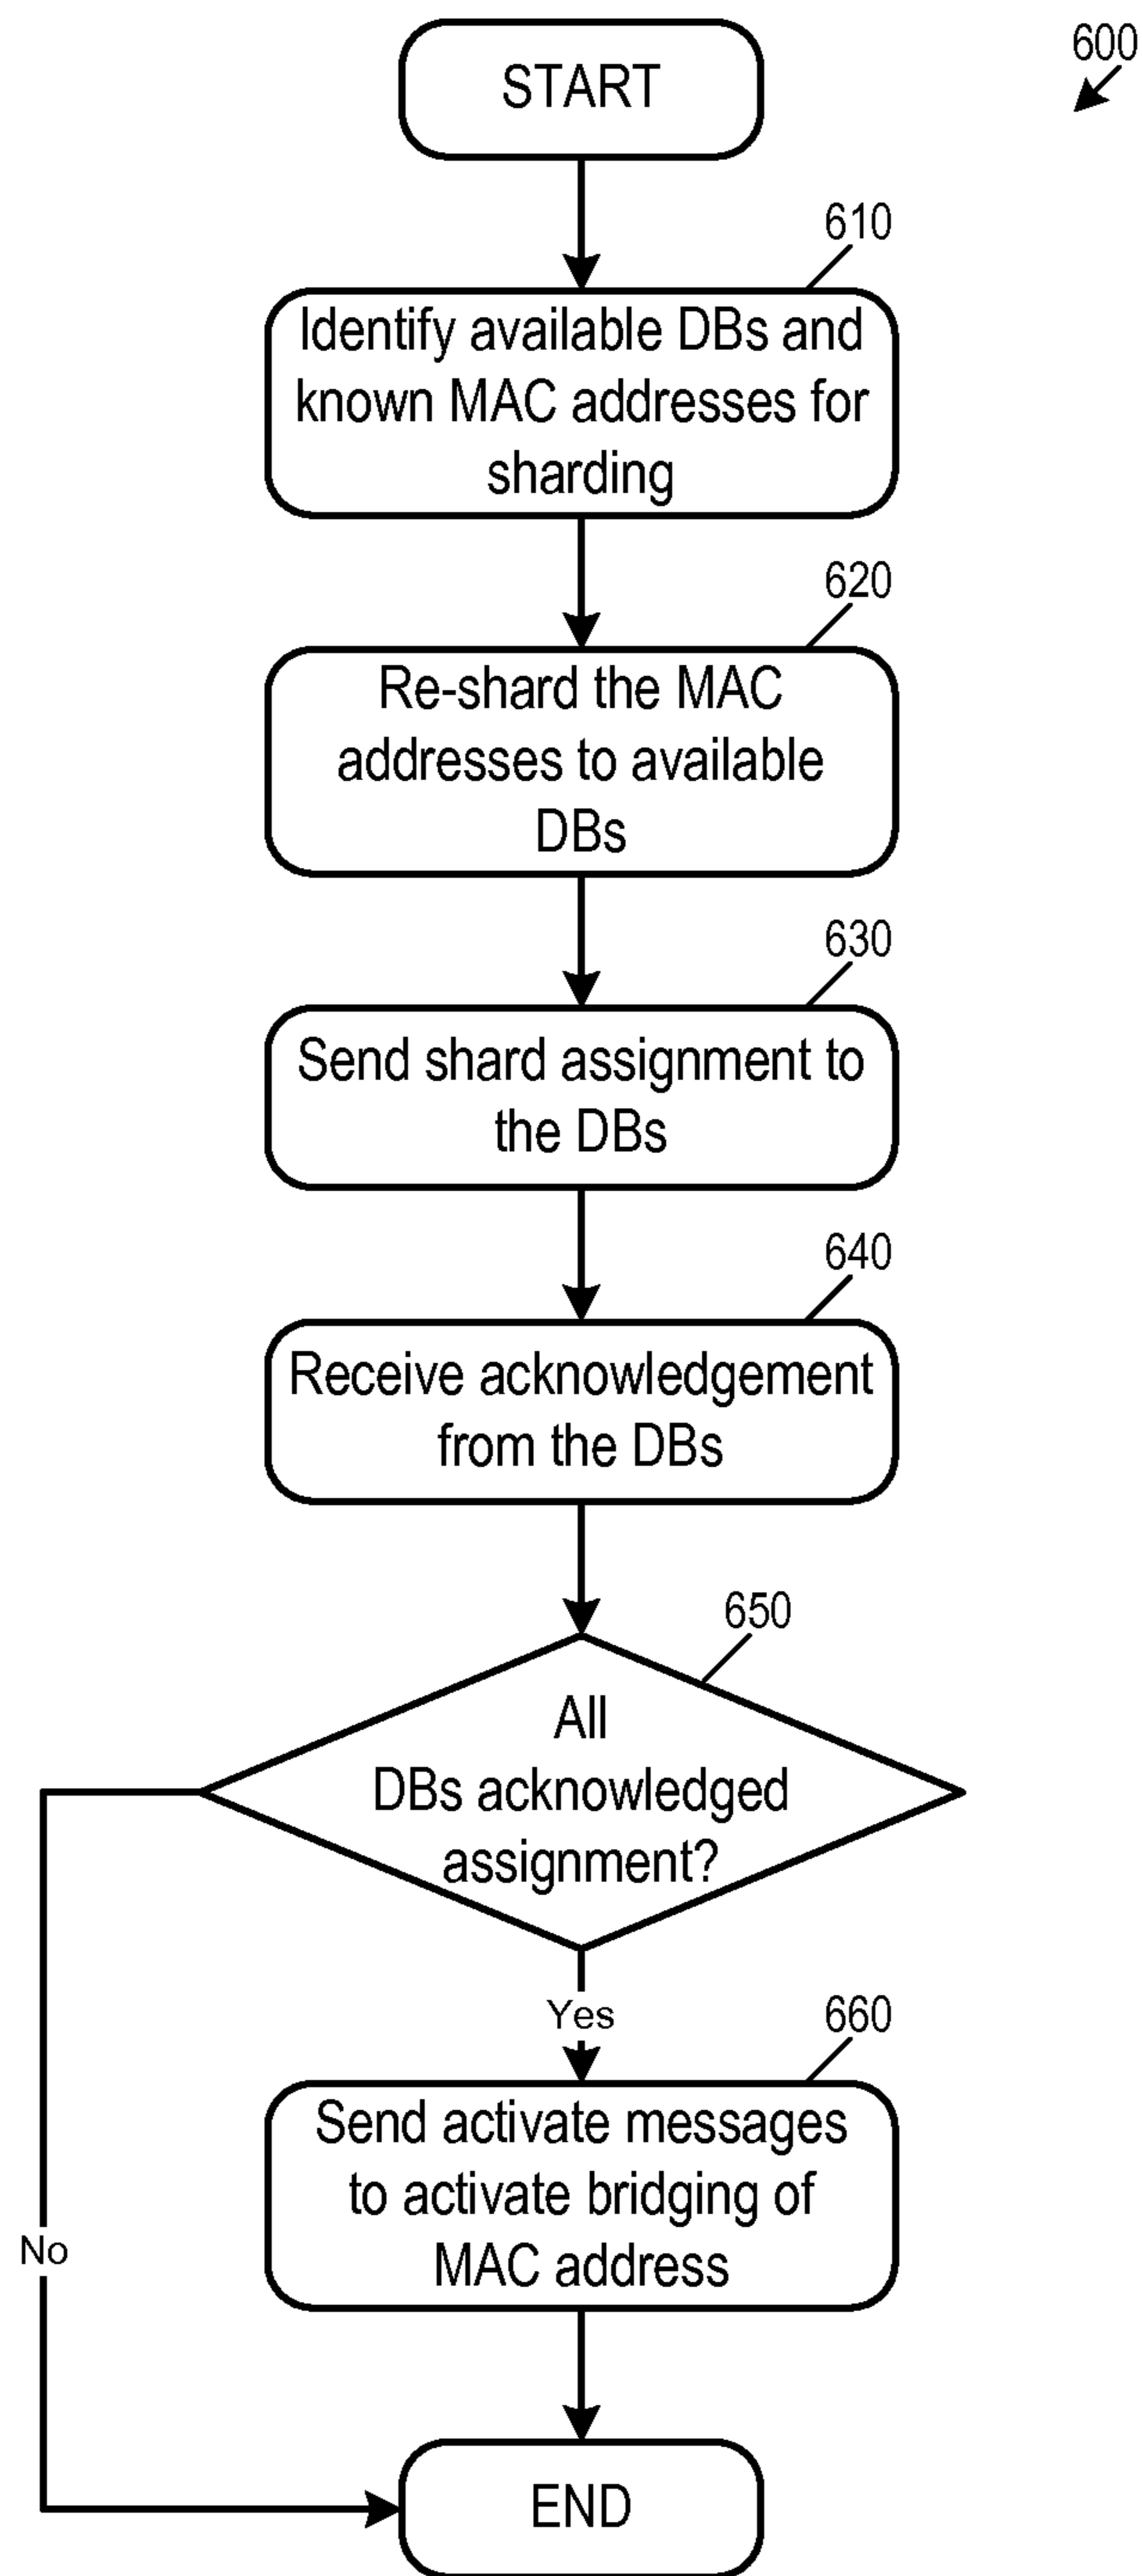 START
600
610
Identify available DBs and
known MAC addresses for
sharding
620
Re-shard the MAC
addresses to available
DBs
630
Send shard assignment to
the DBs
640
Receive acknowledgement
from the DBs
650
All
DBs acknowledged
assignment?
Yes
660
Send activate messages
to activate bridging of
MAC address
No
END